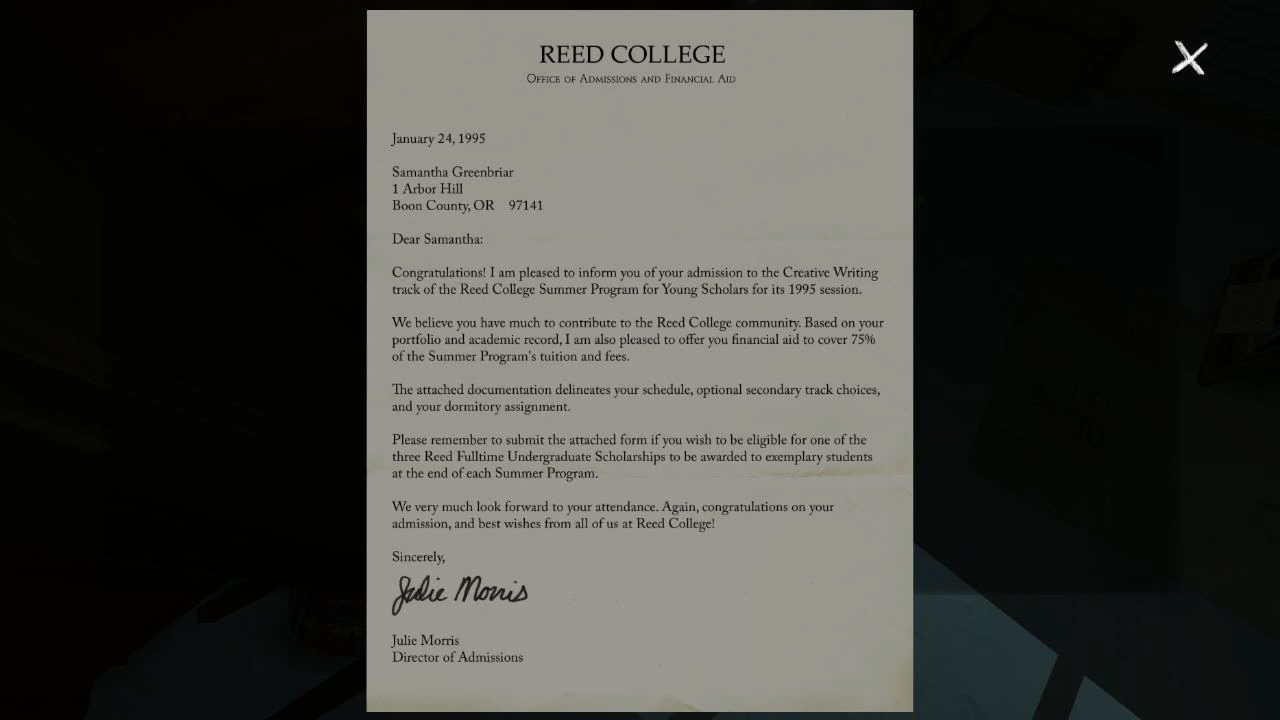 REED COLLEGE
Office of Admissions and Financial Aid
January 24, 1995
Samantha Greenbriar
1 Arbor Hill
Boon County, OR 97141
Dear Samantha:
Congratulations! I am pleased to inform you of your admission to the Creative Writing
track of the Reed College Summer Program for Young Scholars for its 1995 session.
We believe you have much to contribute to the Reed College community. Based on your
portfolio and academic record, I am also pleased to offer you financial aid to cover 75%
of the Summer Program's tuition and fees.
The attached documentation delineates your schedule, optional secondary track choices,
and your dormitory assignment.
Please remember to submit the attached form if you wish to be eligible for one of the
three Reed Fulltime Undergraduate Scholarships to be awarded to exemplary students
at the end of each Summer Program.
We very much look forward to your attendance. Again, congratulations on your
admission, and best wishes from all of us at Reed College!
Sincerely,
Julie Morris
Julie Morris
Director of Admissions